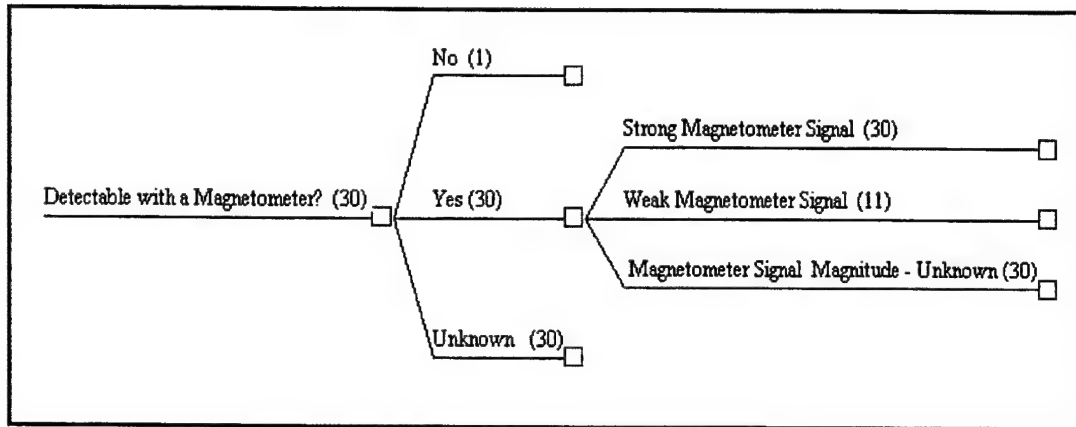 No (1)
Strong Magnetometer Signal (30)
Detectable with a Magnetometer? (30)
Yes (30)
Weak Magnetometer Signal (11)
Magnetometer Signal Magnitude - Unknown (30)
Unknown (30)